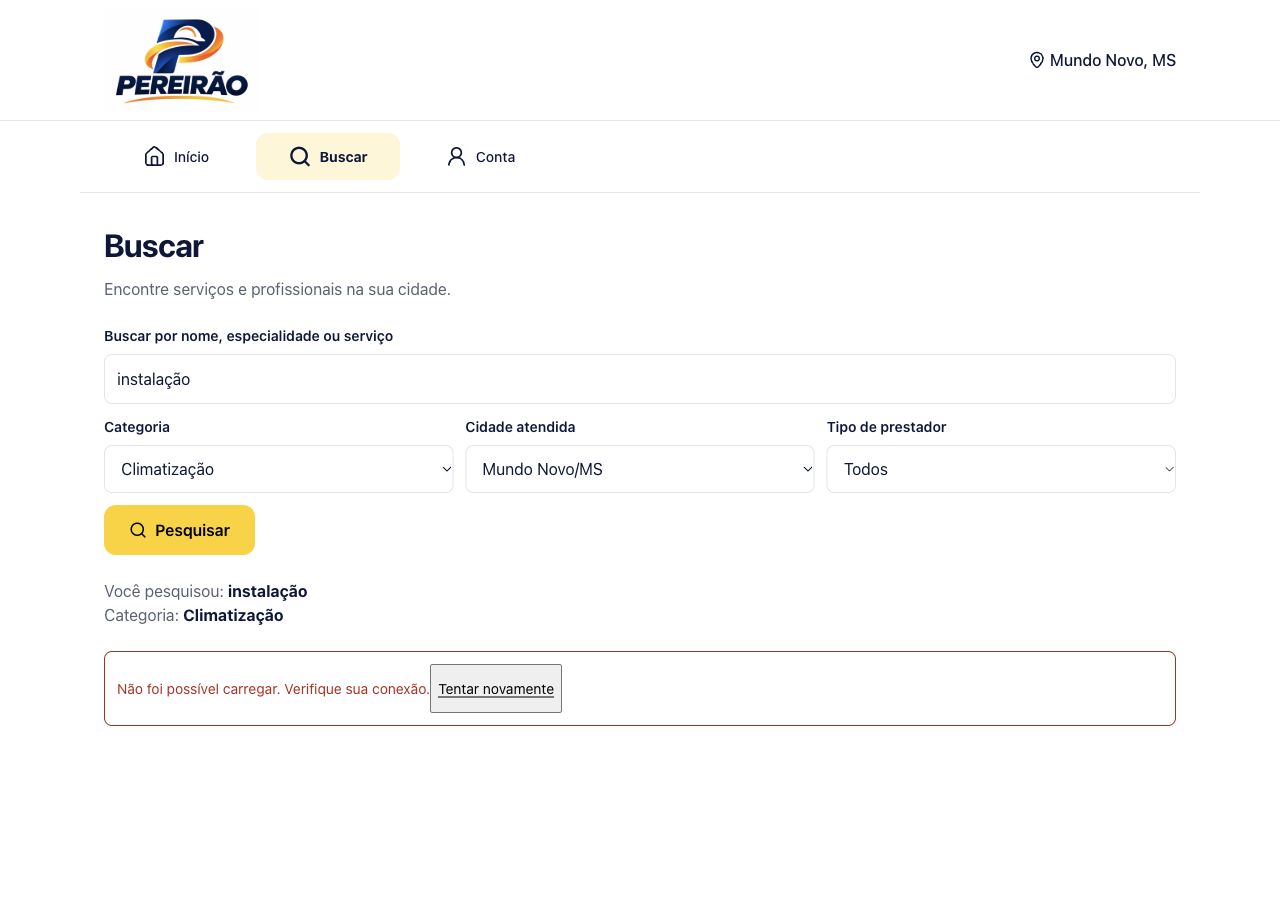 PEREIRÃO
Mundo Novo, MS
Início
Buscar
Conta
Buscar
Encontre serviços e profissionais na sua cidade.
Buscar por nome, especialidade ou serviço
instalação
Categoria
Cidade atendida
Tipo de prestador
Climatização
Mundo Novo/MS
Todos
Pesquisar
Você pesquisou: instalação
Categoria: Climatização
Não foi possível carregar. Verifique sua conexão. Tentar novamente